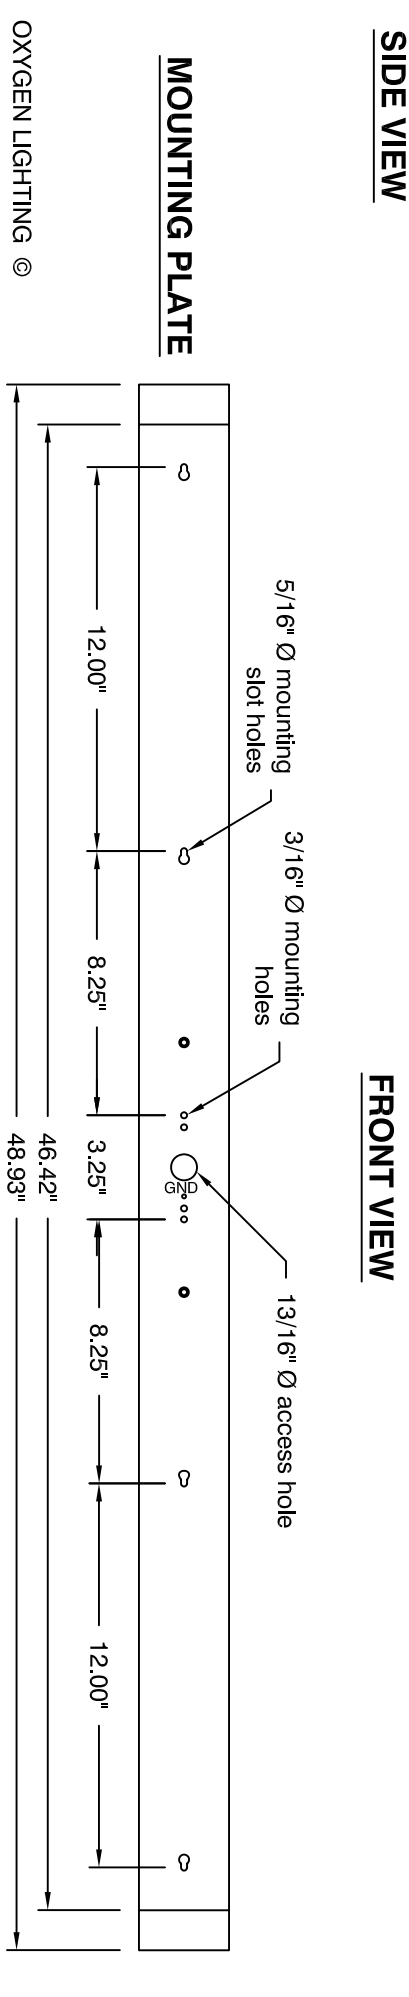 SIDE VIEW
FRONT VIEW
MOUNTING PLATE
5/16" Ø mounting
slot holes
3/16" Ø mounting
holes
13/16" Ø access hole
GND
12.00"
8.25"
3.25"
8.25"
12.00"
46.42"
48.93"
OXYGEN LIGHTING ©